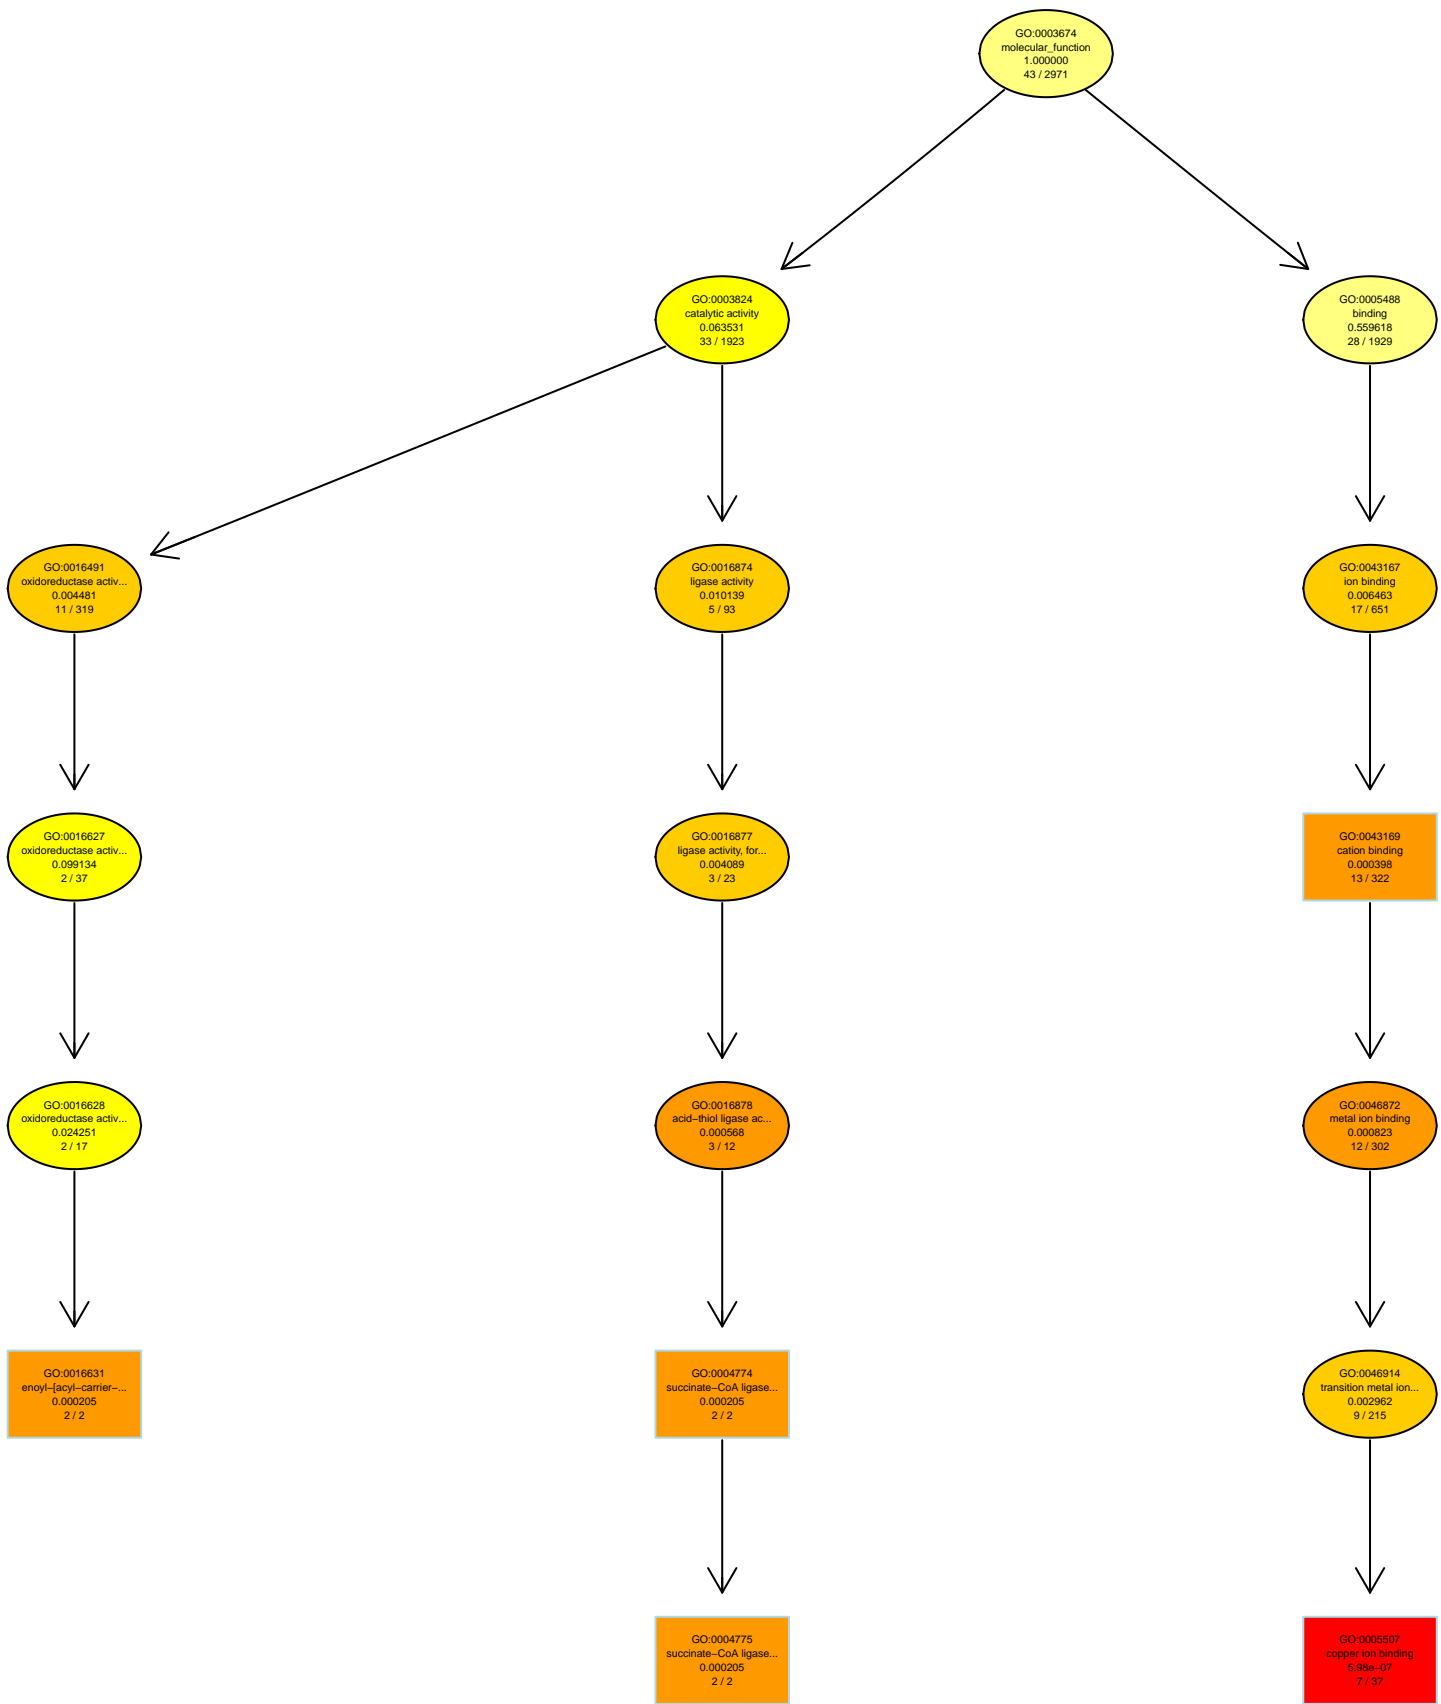 GO:0003674
molecular_function
1.000000
43 / 2971
GO:0003824
catalytic activity
0.063531
33 / 1923
GO:0005488
binding
0.559618
28 / 1929
GO:0016491
oxidoreductase activ...
0.004481
11 / 319
GO:0016874
ligase activity
0.010139
5 / 93
GO:0043167
ion binding
0.006463
17 / 651
GO:0016627
oxidoreductase activ...
0.099134
2 / 37
GO:0016877
ligase activity, for...
0.004089
3 / 23
GO:0043169
cation binding
0.000398
13 / 322
GO:0016628
oxidoreductase activ...
0.024251
2 / 17
GO:0016878
acid−thiol ligase ac...
0.000568
3 / 12
GO:0046872
metal ion binding
0.000823
12 / 302
GO:0016631
enoyl−[acyl−carrier−...
0.000205
2 / 2
GO:0004774
succinate−CoA ligase...
0.000205
2 / 2
GO:0046914
transition metal ion...
0.002962
9 / 215
GO:0004775
succinate−CoA ligase...
0.000205
2 / 2
GO:0005507
copper ion binding
5.98e−07
7 / 37